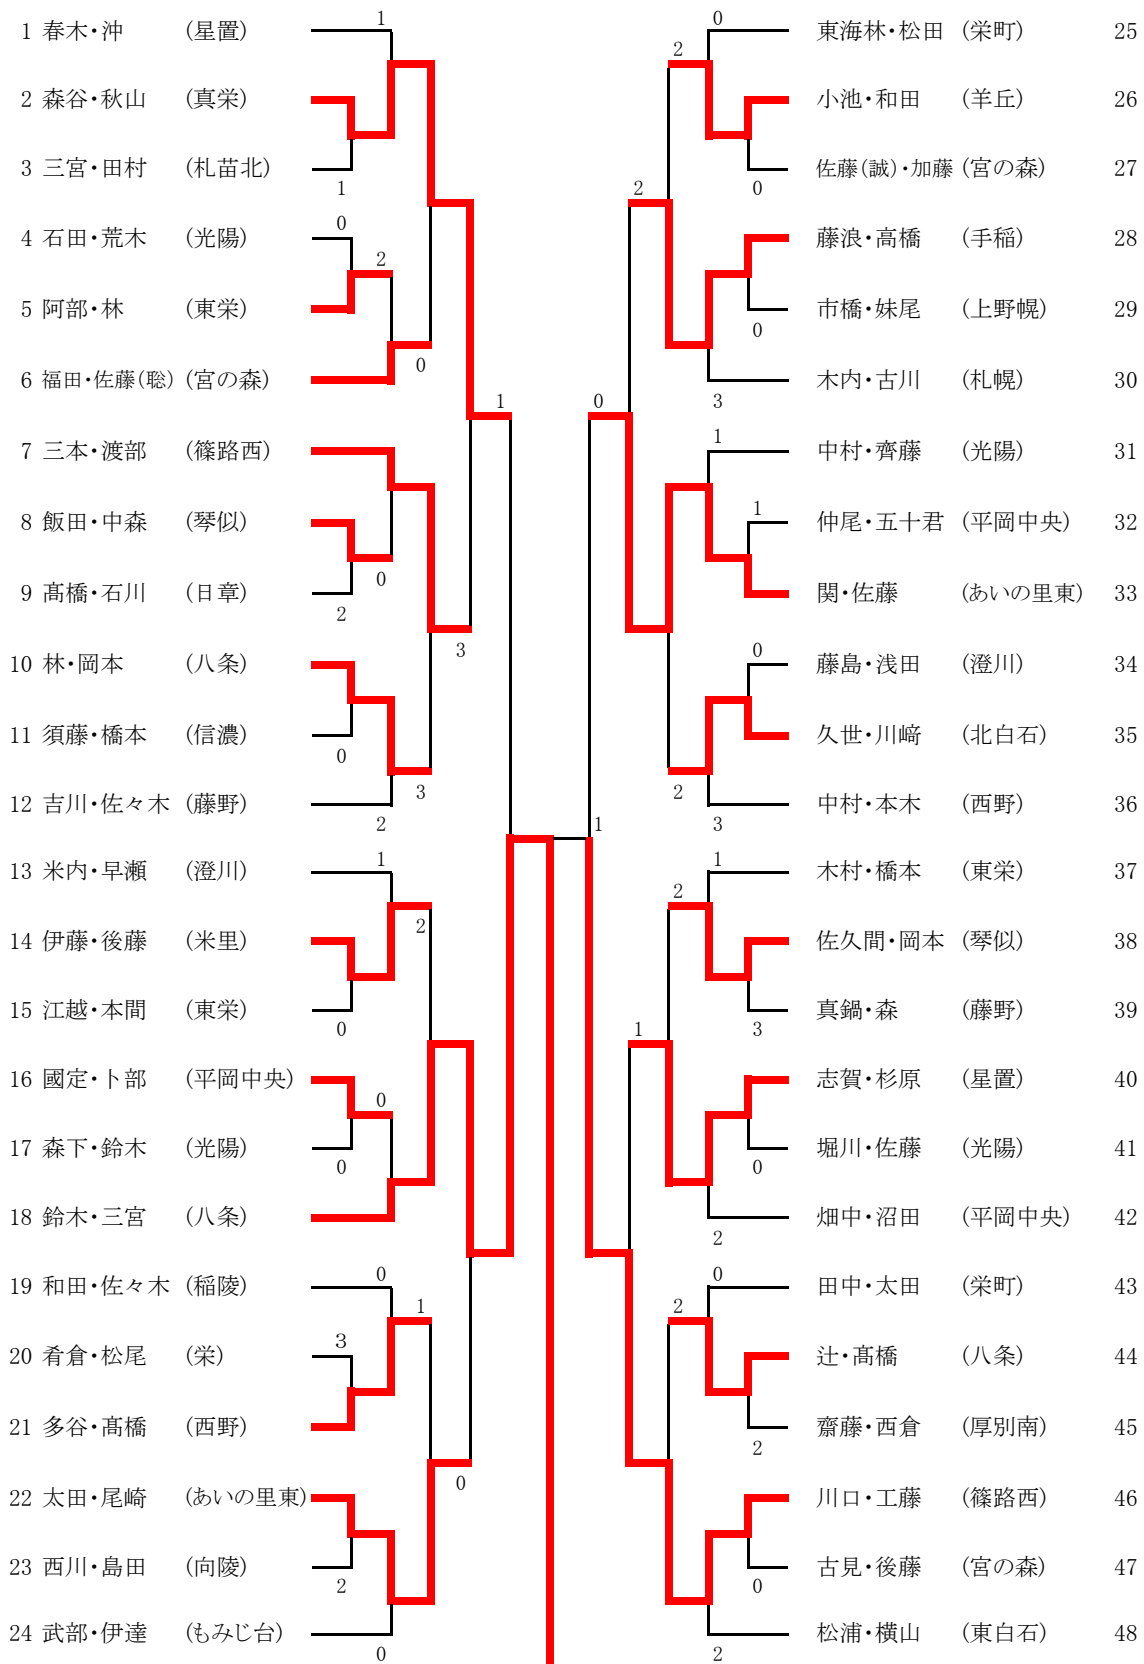 1 春木・沖 (星置) 1
2 森谷・秋山 (真栄)
3 三宮・田村 (札苗北) 1
4 石田・荒木 (光陽) 0
2
5 阿部・林 (東栄)
0
6 福田・佐藤(聡) (宮の森)
1
7 三本・渡部 (篠路西)
8 飯田・中森 (琴似)
0
9 髙橋・石川 (日章) 2
3
10 林・岡本 (八条)
11 須藤・橋本 (信濃) 0
3
12 吉川・佐々木 (藤野) 2
13 米内・早瀬 (澄川) 1
2
14 伊藤・後藤 (米里)
15 江越・本間 (東栄) 0
16 國定・卜部 (平岡中央)
0
17 森下・鈴木 (光陽) 0
18 鈴木・三宮 (八条)
19 和田・佐々木 (稲陵) 0
1
20 肴倉・松尾 (栄) 3
21 多谷・髙橋 (西野)
0
22 太田・尾崎 (あいの里東)
23 西川・島田 (向陵) 2
24 武部・伊達 (もみじ台) 0
0 東海林・松田 (栄町) 25
2
小池・和田 (羊丘) 26
0 佐藤(誠)・加藤 (宮の森) 27
2
藤浪・高橋 (手稲) 28
0 市橋・妹尾 (上野幌) 29
3 木内・古川 (札幌) 30
0
1 中村・齊藤 (光陽) 31
1 仲尾・五十君 (平岡中央) 32
関・佐藤 (あいの里東) 33
0 藤島・浅田 (澄川) 34
久世・川﨑 (北白石) 35
2
3 中村・本木 (西野) 36
1
1 木村・橋本 (東栄) 37
2
佐久間・岡本 (琴似) 38
3 真鍋・森 (藤野) 39
1
志賀・杉原 (星置) 40
0 堀川・佐藤 (光陽) 41
2 畑中・沼田 (平岡中央) 42
0 田中・太田 (栄町) 43
2
辻・髙橋 (八条) 44
2 齋藤・西倉 (厚別南) 45
川口・工藤 (篠路西) 46
0 古見・後藤 (宮の森) 47
2 松浦・横山 (東白石) 48